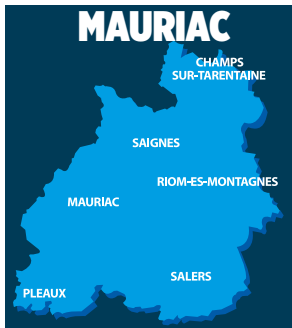 MAURIAC
CHAMPS
SUR-TARENTAINE
SAIGNES
RIOM-ES-MONTAGNES
MAURIAC
SALERS
PLEAUX